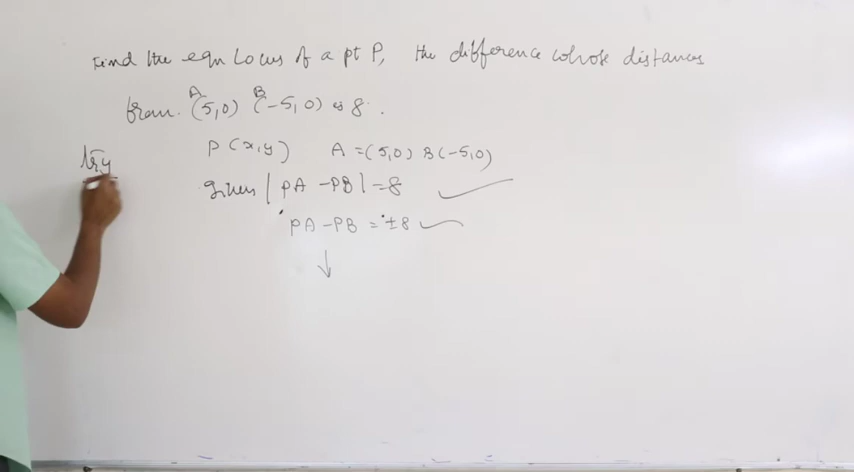 Find the eqn Locus of a pt P, the difference whose distances
A B
from (5,0) (-5,0) is 8.
P(x,y) A = (5,0) B(-5,0)
try
given |PA - PB| = 8
PA - PB = ±8